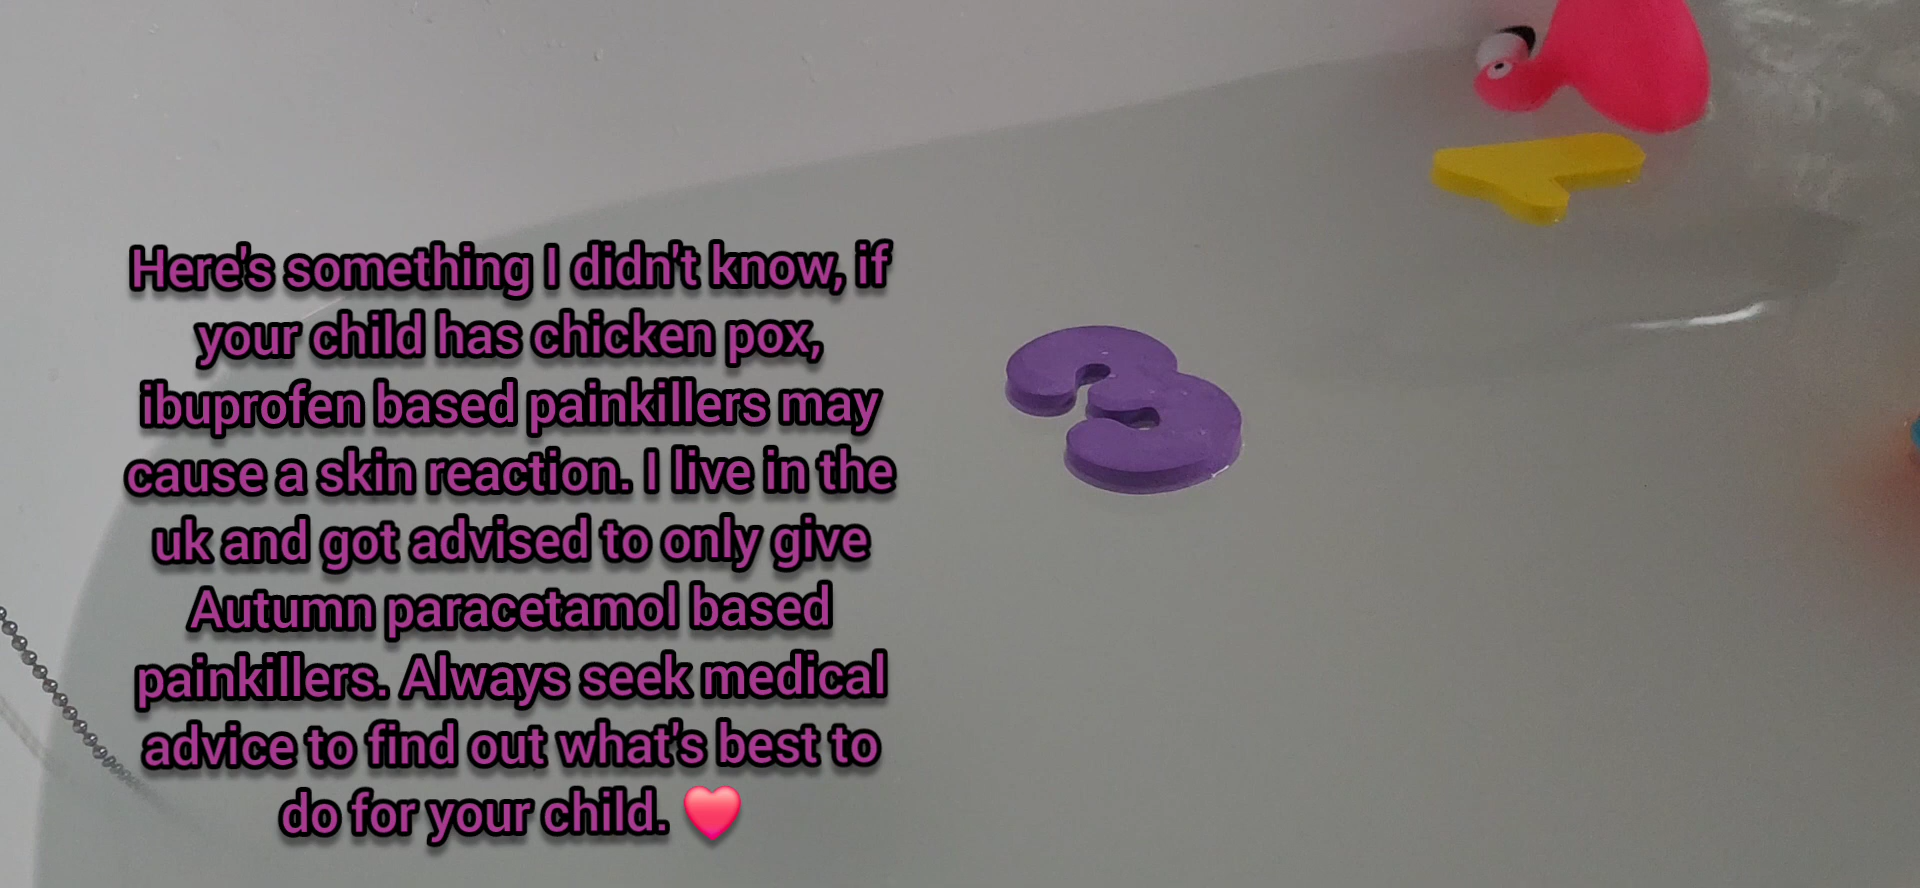 Here's something I didn't know, if
your child has chicken pox,
ibuprofen based painkillers may
cause a skin reaction. I live in the
uk and got advised to only give
Autumn paracetamol based
painkillers. Always seek medical
advice to find out what's best to
do for your child. ❤️
3